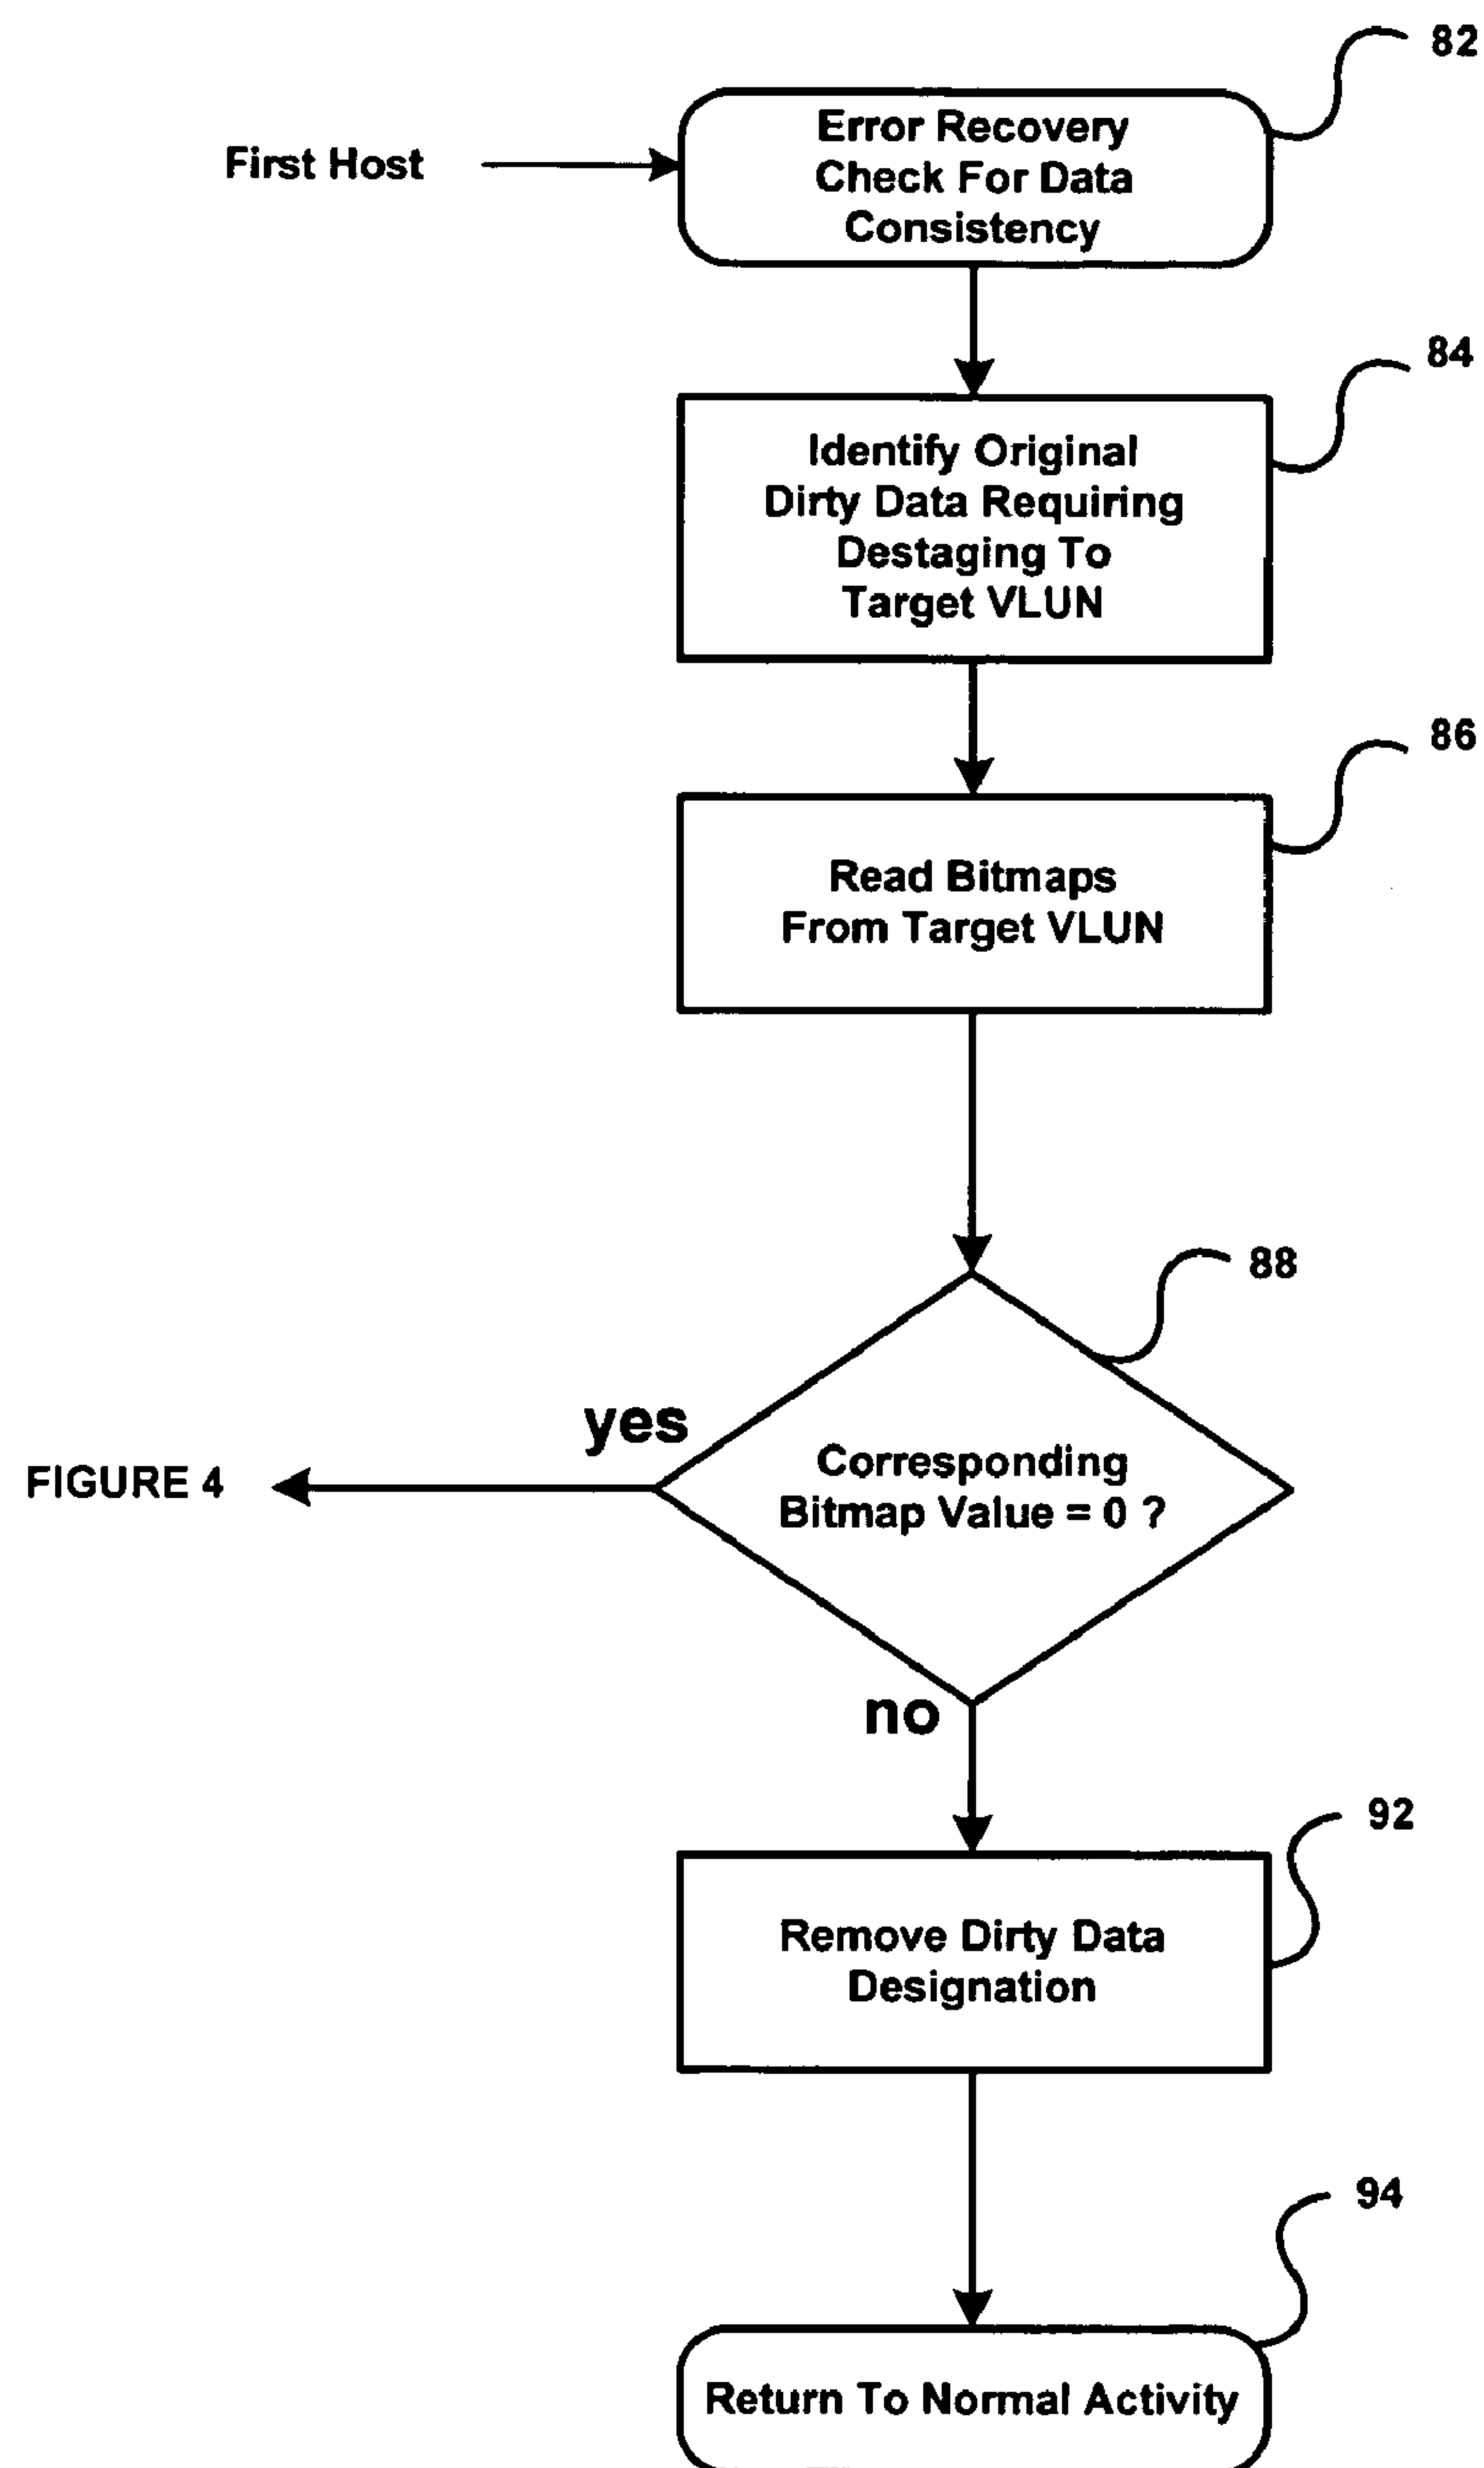 82
Error Recovery
First Host
Check For Data
Consistency
84
Identify Original
Dirty Data Requiring
Destaging To
Target VLUN
86
Read Bitmaps
From Target VLUN
88
yes
Corresponding
FIGURE 4
Bitmap Value = 0 ?
no
92
Remove Dirty Data
Designation
94
Return To Normal Activity